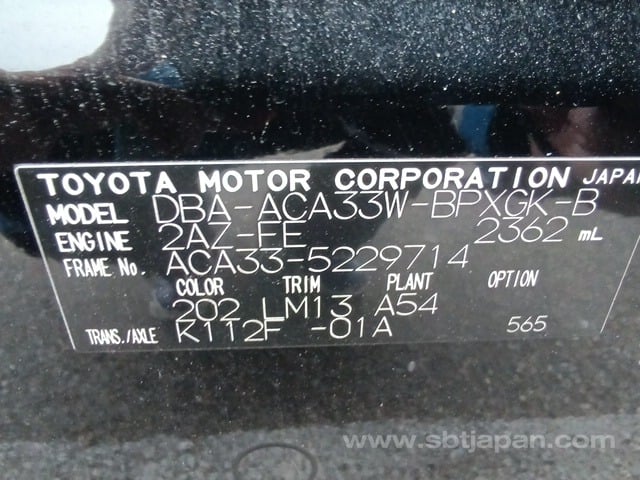 TOYOTA MOTOR CORPORATION JAPAN
MODEL DBA-ACA33W-BPXGK-B
ENGINE 2AZ-FE 2362 mL
FRAME No. ACA33-5229714
COLOR TRIM PLANT OPTION
202 LM13 A54
TRANS./AXLE K112F -01A 565
www.sbtjapan.com